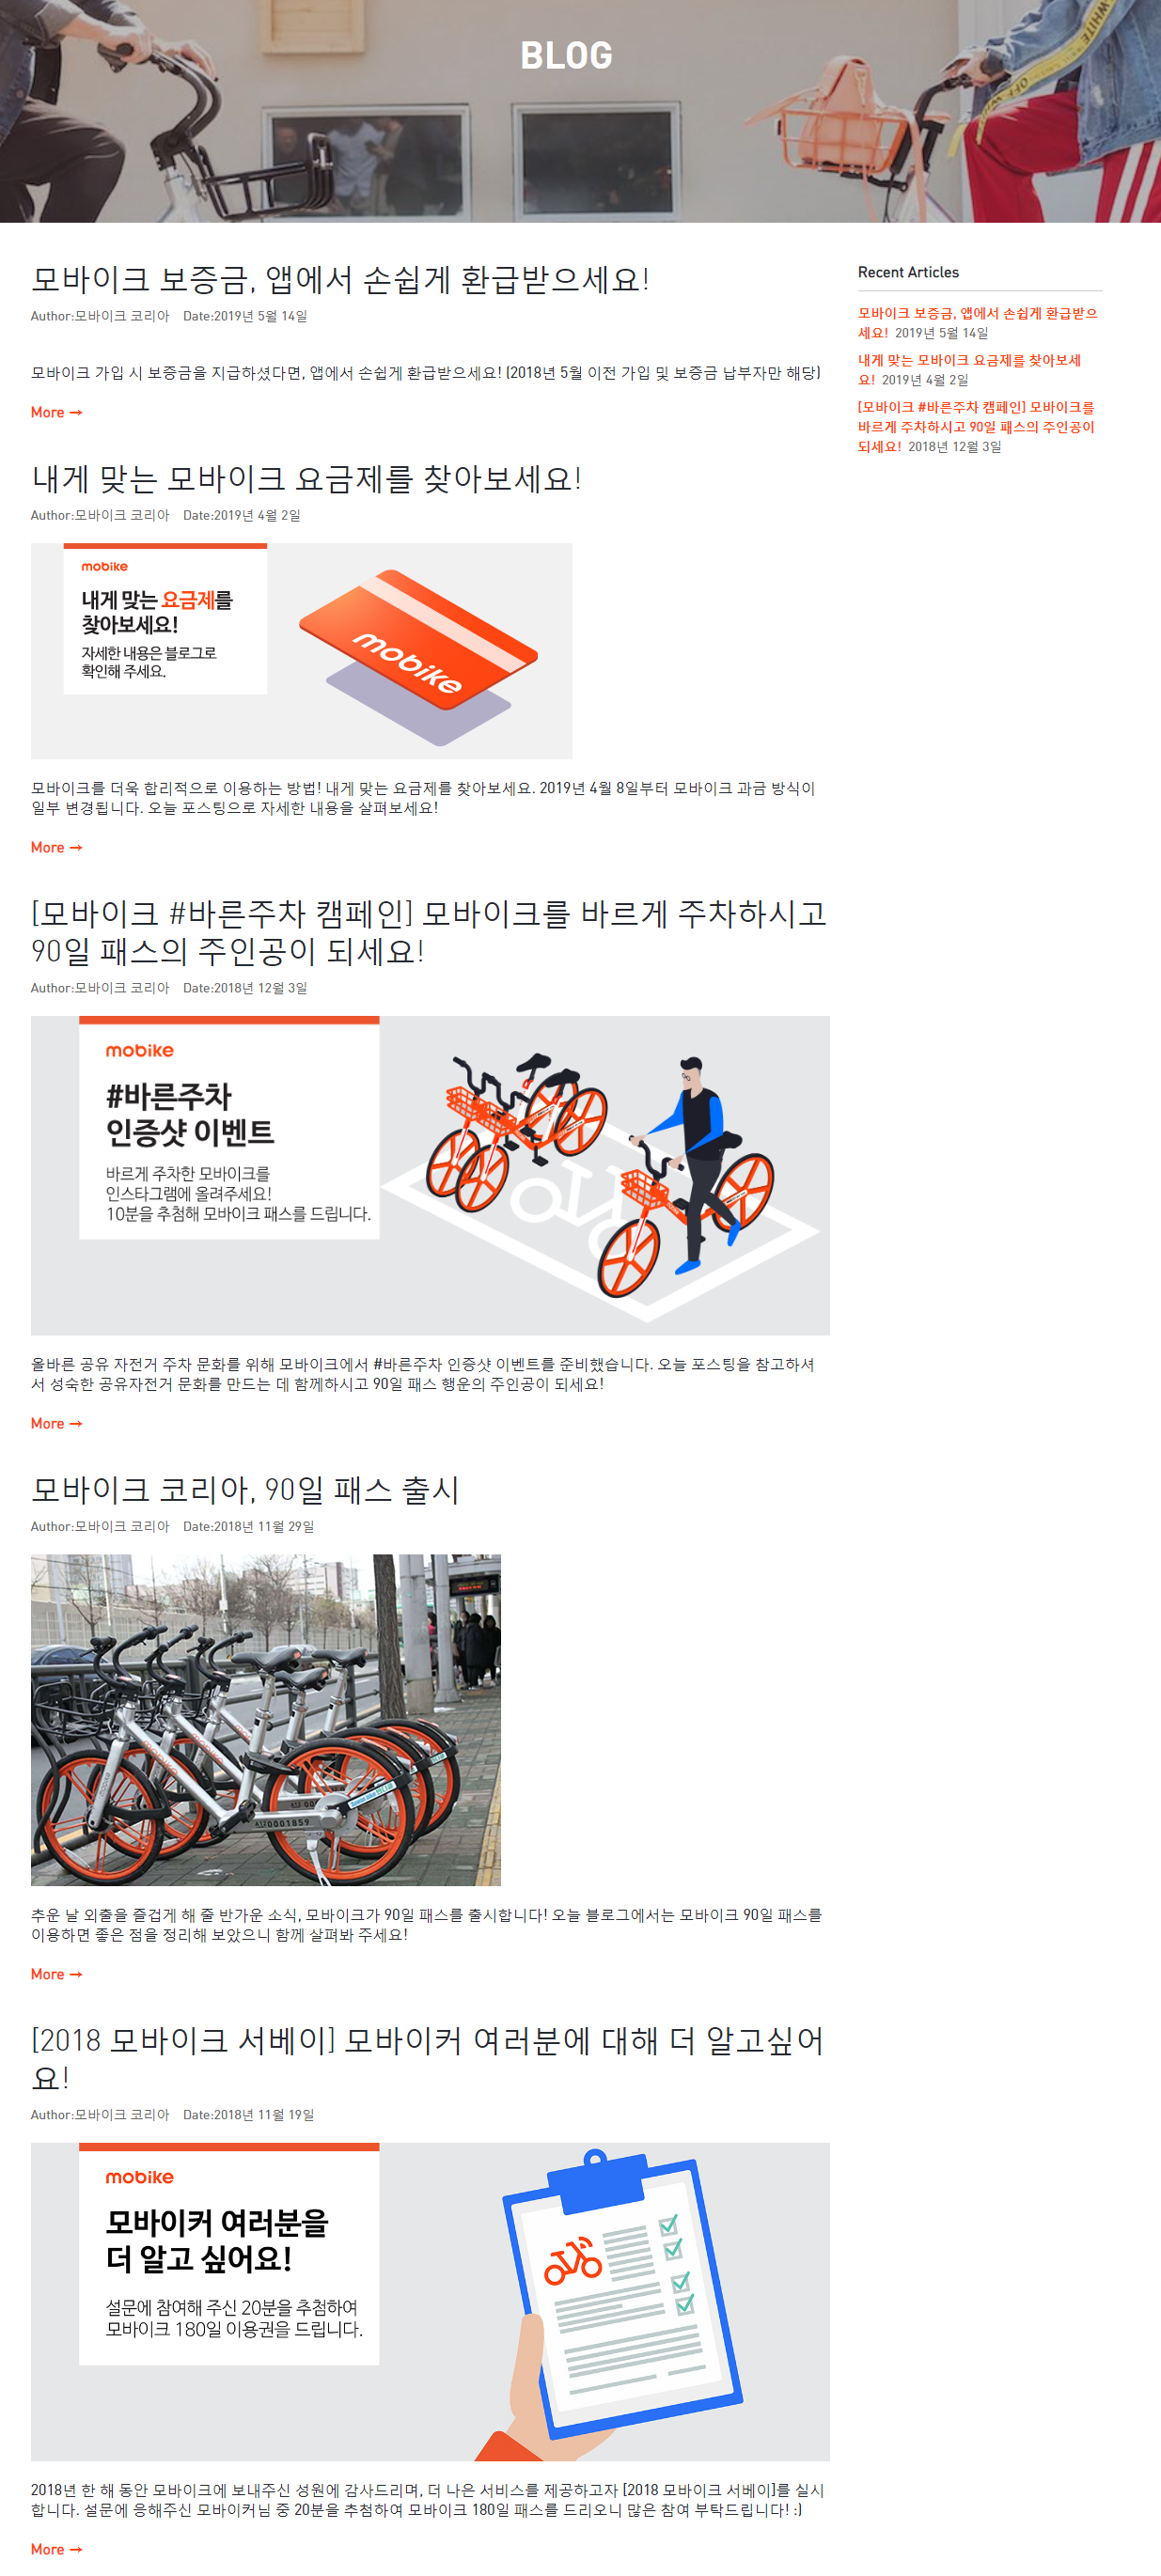 BLOG
모바이크 보증금, 앱에서 손쉽게 환급받으세요!
Author:모바이크 코리아 Date:2019년 5월 14일
모바이크 가입 시 보증금을 지급하셨다면, 앱에서 손쉽게 환급받으세요! (2018년 5월 이전 가입 및 보증금 납부자만 해당)
More →
내게 맞는 모바이크 요금제를 찾아보세요!
Author:모바이크 코리아 Date:2019년 4월 2일
mobike
내게 맞는 요금제를
찾아보세요!
자세한 내용은 블로그로
확인해 주세요.
mobike
모바이크를 더욱 합리적으로 이용하는 방법! 내게 맞는 요금제를 찾아보세요. 2019년 4월 8일부터 모바이크 과금 방식이
일부 변경됩니다. 오늘 포스팅으로 자세한 내용을 살펴보세요!
More →
[모바이크 #바른주차 캠페인] 모바이크를 바르게 주차하시고
90일 패스의 주인공이 되세요!
Author:모바이크 코리아 Date:2018년 12월 3일
mobike
#바른주차
인증샷 이벤트
바르게 주차한 모바이크를
인스타그램에 올려주세요!
10분을 추첨해 모바이크 패스를 드립니다.
올바른 공유 자전거 주차 문화를 위해 모바이크에서 #바른주차 인증샷 이벤트를 준비했습니다. 오늘 포스팅을 참고하셔
서 성숙한 공유자전거 문화를 만드는 데 함께하시고 90일 패스 행운의 주인공이 되세요!
More →
모바이크 코리아, 90일 패스 출시
Author:모바이크 코리아 Date:2018년 11월 29일
mobike
0001859
추운 날 외출을 즐겁게 해 줄 반가운 소식, 모바이크가 90일 패스를 출시합니다! 오늘 블로그에서는 모바이크 90일 패스를
이용하면 좋은 점을 정리해 보았으니 함께 살펴봐 주세요!
More →
[2018 모바이크 서베이] 모바이커 여러분에 대해 더 알고싶어
요!
Author:모바이크 코리아 Date:2018년 11월 19일
mobike
모바이커 여러분을
더 알고 싶어요!
설문에 참여해 주신 20분을 추첨하여
모바이크 180일 이용권을 드립니다.
2018년 한 해 동안 모바이크에 보내주신 성원에 감사드리며, 더 나은 서비스를 제공하고자 [2018 모바이크 서베이]를 실시
합니다. 설문에 응해주신 모바이커님 중 20분을 추첨하여 모바이크 180일 패스를 드리오니 많은 참여 부탁드립니다! :)
More →
Recent Articles
모바이크 보증금, 앱에서 손쉽게 환급받으
세요! 2019년 5월 14일
내게 맞는 모바이크 요금제를 찾아보세
요! 2019년 4월 2일
[모바이크 #바른주차 캠페인] 모바이크를
바르게 주차하시고 90일 패스의 주인공이
되세요! 2018년 12월 3일